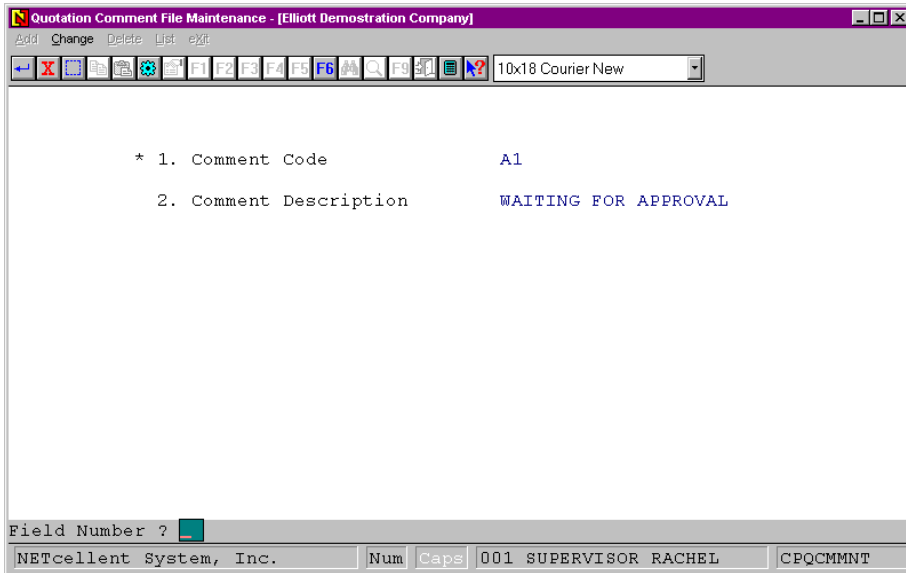 Quotation Comment File Maintenance - [Elliott Demostration Company]
Add Change Delete List eXit
F1 F2 F3 F4 F5 F6 F9 10x18 Courier New
* 1. Comment Code A1
2. Comment Description WAITING FOR APPROVAL
Field Number ?
NETcellent System, Inc. Num Caps 001 SUPERVISOR RACHEL CPQCMMNT